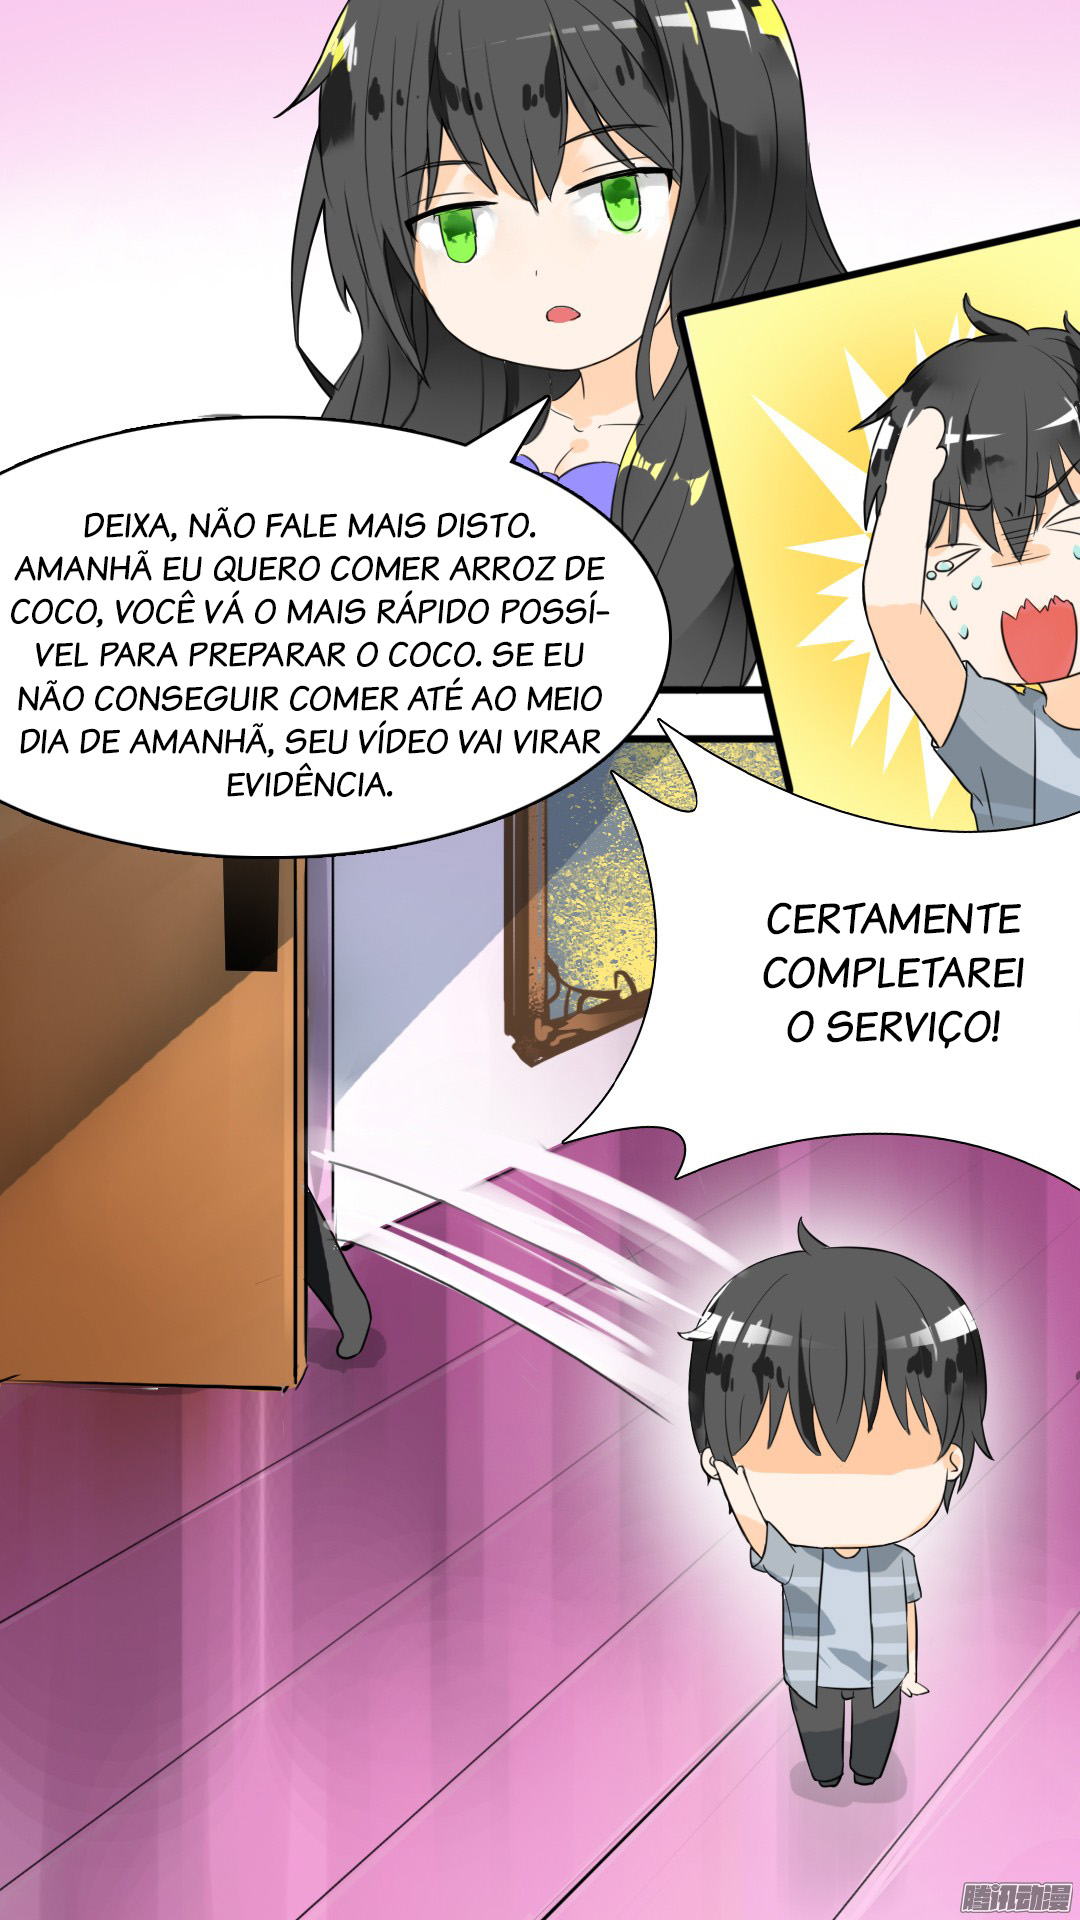 DEIXA, NÃO FALE MAIS DISTO.
AMANHÃ EU QUERO COMER ARROZ DE
COCO, VOCÊ VÁ O MAIS RÁPIDO POSSÍ-
VEL PARA PREPARAR O COCO. SE EU
NÃO CONSEGUIR COMER ATÉ AO MEIO
DIA DE AMANHÃ, SEU VÍDEO VAI VIRAR
EVIDÊNCIA.
CERTAMENTE
COMPLETAREI
O SERVIÇO!
腾讯动漫